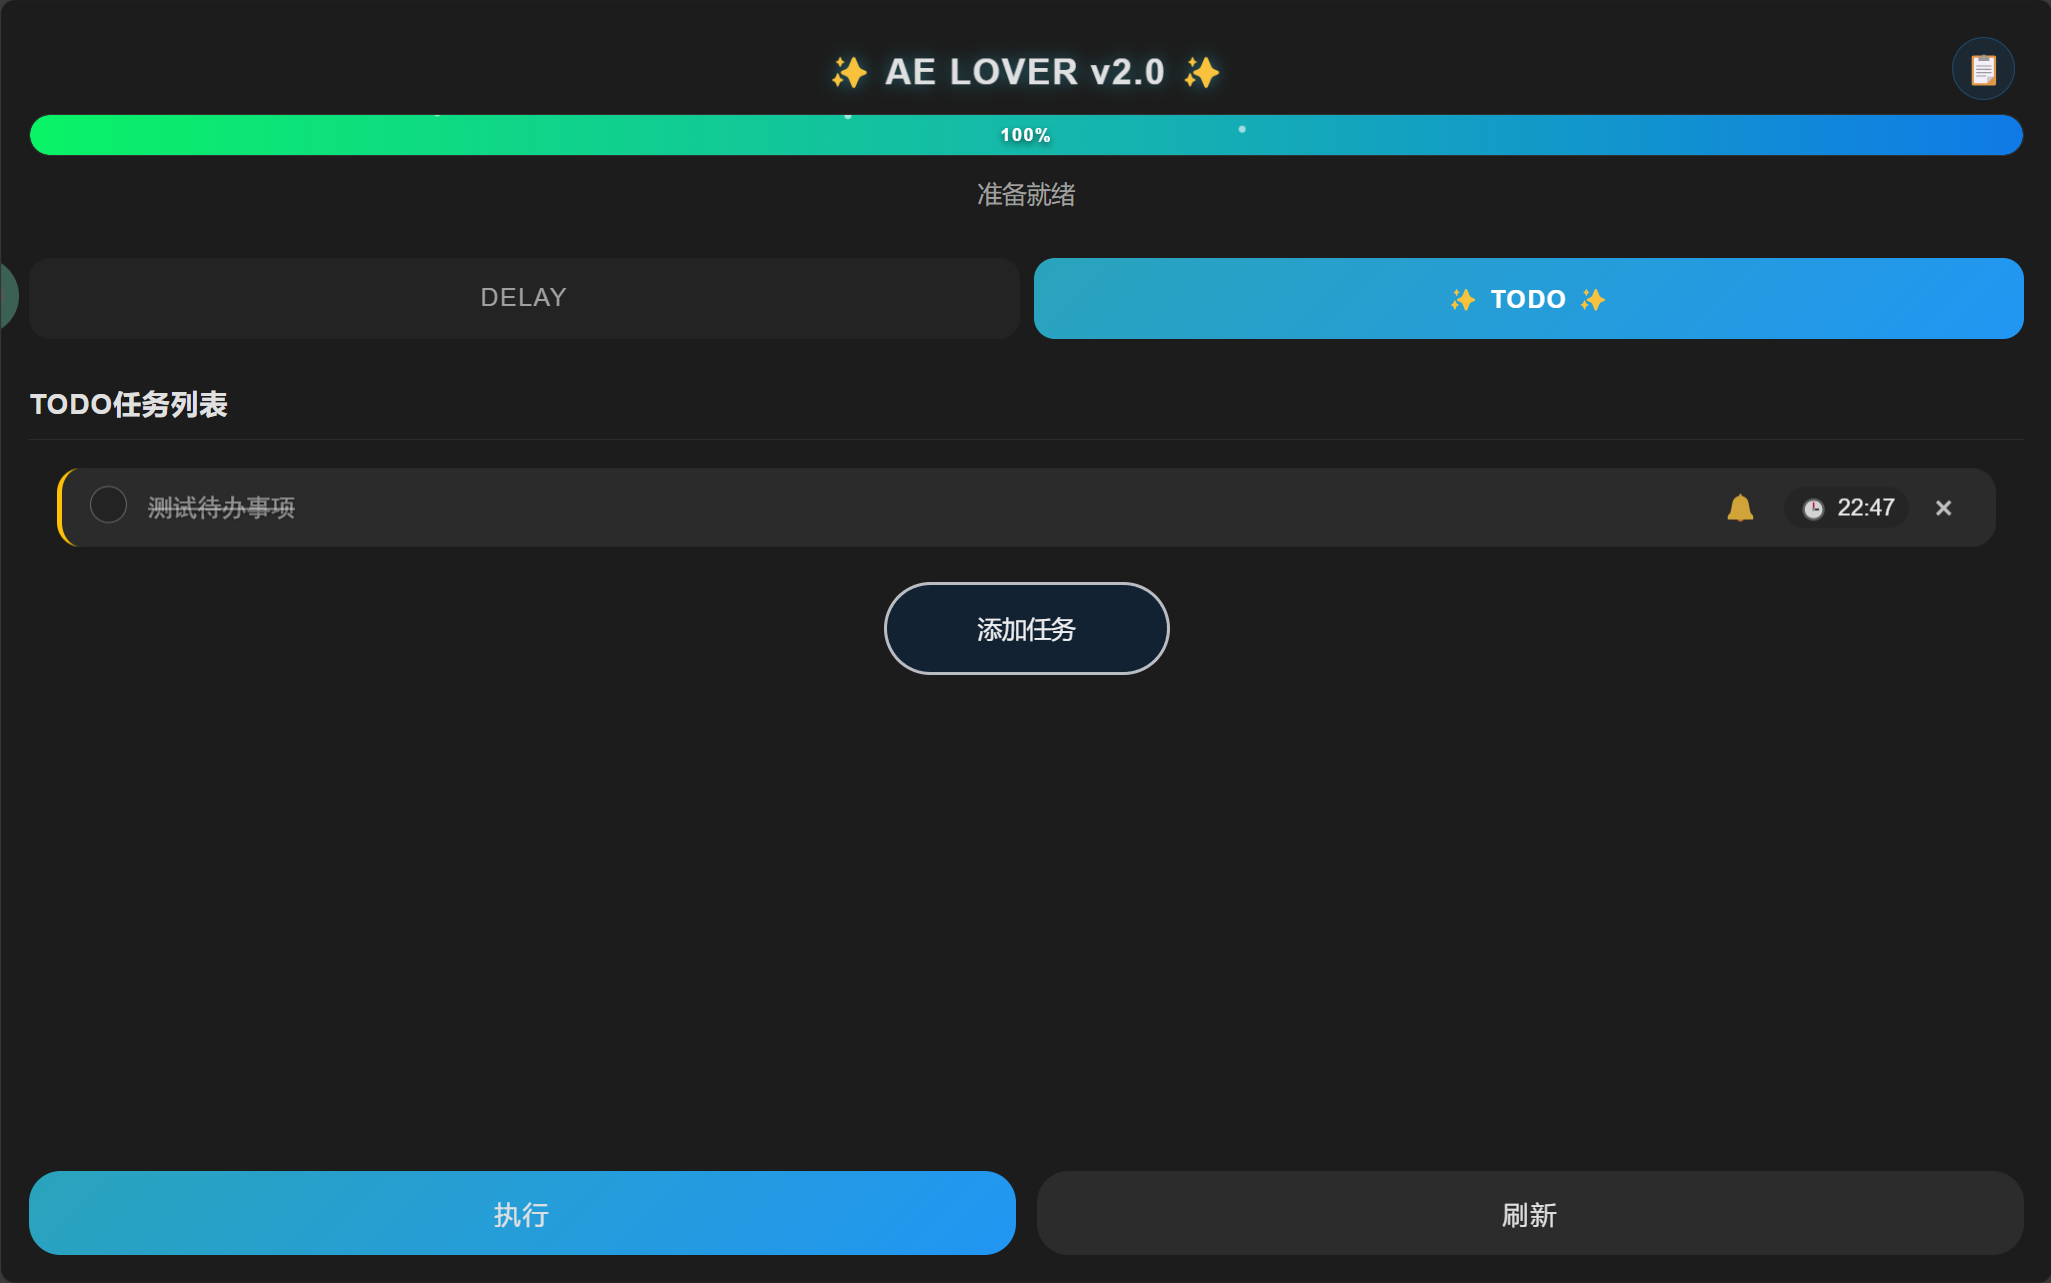 ✨ AE LOVER v2.0 ✨
100%
准备就绪
DELAY
✨ TODO ✨
TODO任务列表
测试待办事项
22:47
×
添加任务
执行
刷新